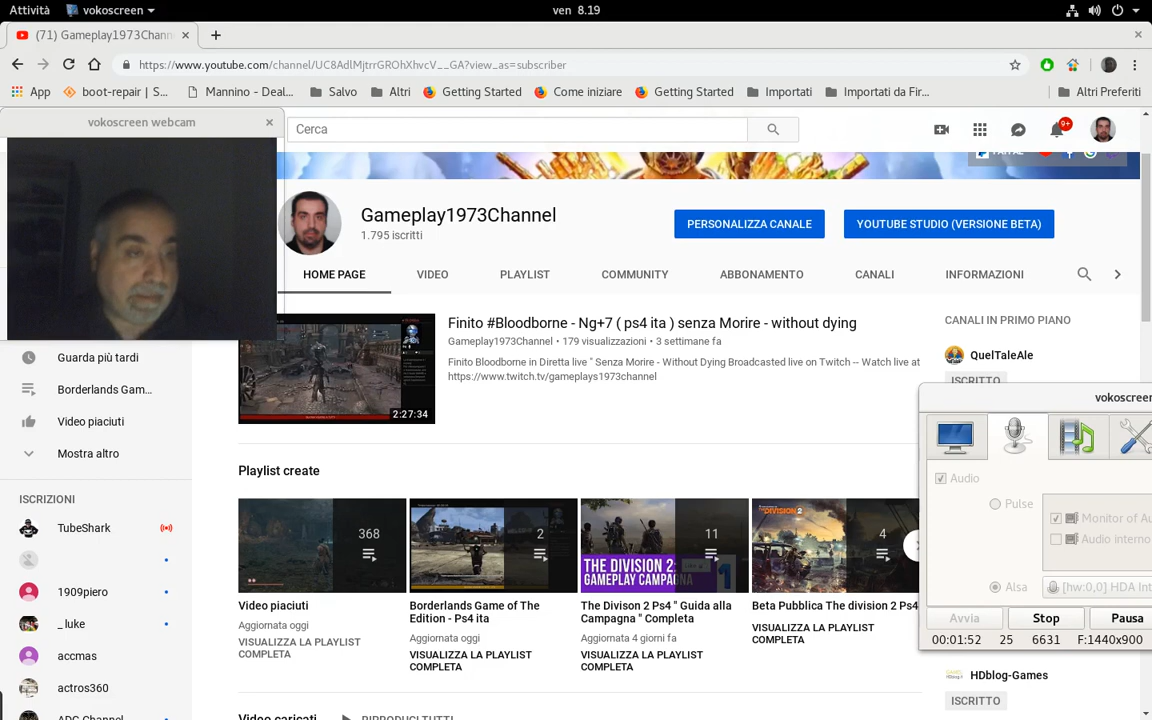 Attività
vokoscreen
ven 8.19
(71) Gameplay1973Chann
https://www.youtube.com/channel/UC8AdlMjtrrGROhXhvcV__GA?view_as=subscriber
App
boot-repair | S...
Mannino - Deal...
Salvo
Altri
Getting Started
Come iniziare
Getting Started
Importati
Importati da Fir...
Altri Preferiti
vokoscreen webcam
Cerca
9+
Gameplay1973Channel
1.795 iscritti
PERSONALIZZA CANALE
YOUTUBE STUDIO (VERSIONE BETA)
HOME PAGE
VIDEO
PLAYLIST
COMMUNITY
ABBONAMENTO
CANALI
INFORMAZIONI
Guarda più tardi
Borderlands Gam...
Video piaciuti
Mostra altro
ISCRIZIONI
TubeShark
1909piero
_ luke
accmas
actros360
ADC Channel
2:27:34
Finito #Bloodborne - Ng+7 ( ps4 ita ) senza Morire - without dying
Gameplay1973Channel • 179 visualizzazioni • 3 settimane fa
Finito Bloodborne in Diretta live " Senza Morire - Without Dying Broadcasted live on Twitch -- Watch live at
https://www.twitch.tv/gameplays1973channel
Playlist create
368
Video piaciuti
Aggiornata oggi
VISUALIZZA LA PLAYLIST
COMPLETA
2
Borderlands Game of The
Edition - Ps4 ita
Aggiornata oggi
VISUALIZZA LA PLAYLIST
COMPLETA
THE DIVISION 2
GAMEPLAY CAMPAGNA
1
11
The Divison 2 Ps4 " Guida alla
Campagna " Completa
Aggiornata 4 giorni fa
VISUALIZZA LA PLAYLIST
COMPLETA
4
Beta Pubblica The division 2 Ps4
VISUALIZZA LA PLAYLIST
COMPLETA
Video caricati
RIPRODUCI TUTTI
CANALI IN PRIMO PIANO
QuelTaleAle
ISCRITTO
vokoscreen
Audio
Pulse
Monitor of Au
Audio interno
Alsa
[hw:0,0] HDA Int
Avvia
Stop
Pausa
00:01:52
25
6631
F:1440x900
HDblog-Games
ISCRITTO